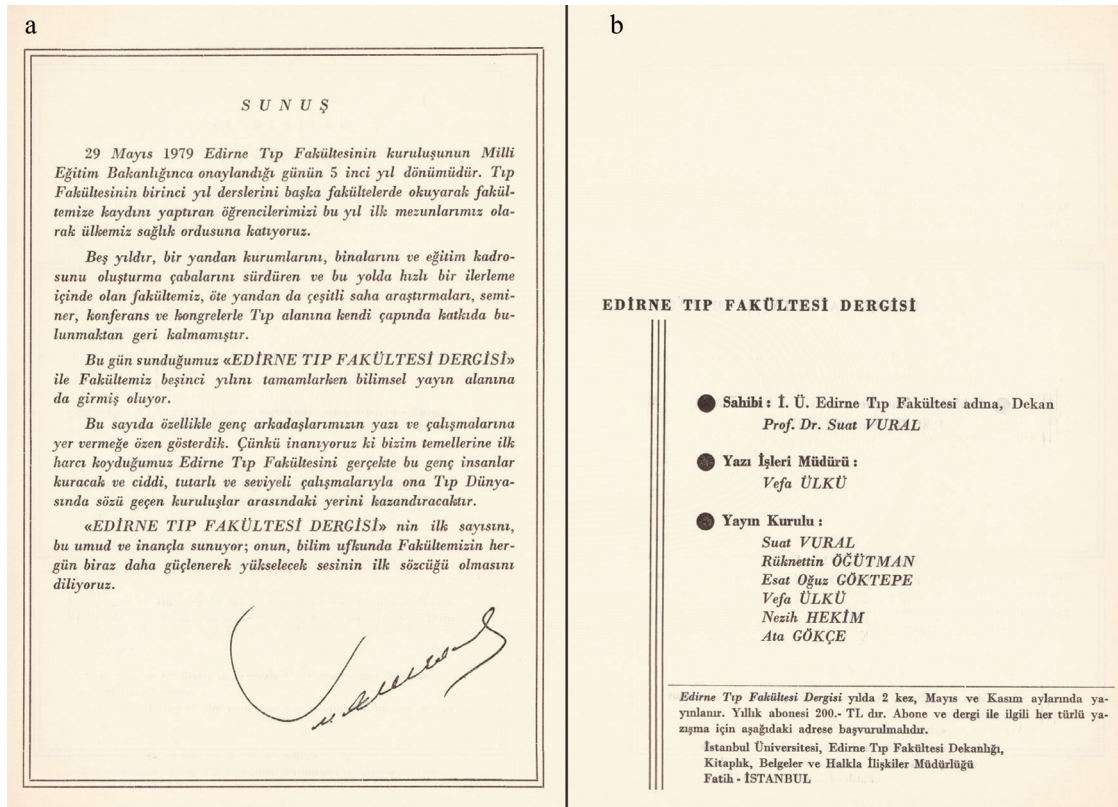 a
S U N U Ş
29 Mayıs 1979 Edirne Tıp Fakültesinin kuruluşunun Milli
Eğitim Bakanlığınca onaylandığı günün 5 inci yıl dönümüdür. Tıp
Fakültesinin birinci yıl derslerini başka fakültelerde okuyarak fakül-
temize kaydını yaptıran öğrencilerimizi bu yıl ilk mezunlarımız ola-
rak ülkemiz sağlık ordusuna katıyoruz.
Beş yıldır, bir yandan kurumlarını, binalarını ve eğitim kadro-
sunu oluşturma çabalarını sürdüren ve bu yolda hızlı bir ilerleme
içinde olan fakültemiz, öte yandan da çeşitli saha araştırmaları, semi-
ner, konferans ve kongrelerle Tıp alanına kendi çapında katkıda bu-
lunmaktan geri kalmamıştır.
Bu gün sunduğumuz «EDİRNE TIP FAKÜLTESİ DERGİSİ»
ile Fakültemiz beşinci yılını tamamlarken bilimsel yayın alanına
da girmiş oluyor.
Bu sayıda özellikle genç arkadaşlarımızın yazı ve çalışmalarına
yer vermeğe özen gösterdik. Çünkü inanıyoruz ki bizim temellerine ilk
harcı koyduğumuz Edirne Tıp Fakültesini gerçekte bu genç insanlar
kuracak ve ciddi, tutarlı ve seviyeli çalışmalarıyla ona Tıp Dünya-
sında sözü geçen kuruluşlar arasındaki yerini kazandıracaktır.
«EDİRNE TIP FAKÜLTESİ DERGİSİ» nin ilk sayısını,
bu umud ve inançla sunuyor; onun, bilim ufkunda Fakültemizin her-
gün biraz daha güçlenerek yükselecek sesinin ilk sözcüğü olmasını
diliyoruz.
b
EDİRNE TIP FAKÜLTESİ DERGİSİ
Sahibi : İ. Ü. Edirne Tıp Fakültesi adına, Dekan
Prof. Dr. Suat VURAL
Yazı İşleri Müdürü :
Vefa ÜLKÜ
Yayın Kurulu :
Suat VURAL
Rüknettin ÖĞÜTMAN
Esat Oğuz GÖKTEPE
Vefa ÜLKÜ
Nezih HEKİM
Ata GÖKÇE
Edirne Tıp Fakültesi Dergisi yılda 2 kez, Mayıs ve Kasım aylarında ya-
yınlanır. Yıllık abonesi 200.- TL dır. Abone ve dergi ile ilgili her türlü ya-
zışma için aşağıdaki adrese başvurulmalıdır.
İstanbul Üniversitesi, Edirne Tıp Fakültesi Dekanlığı,
Kitaplık, Belgeler ve Halkla İlişkiler Müdürlüğü
Fatih - İSTANBUL